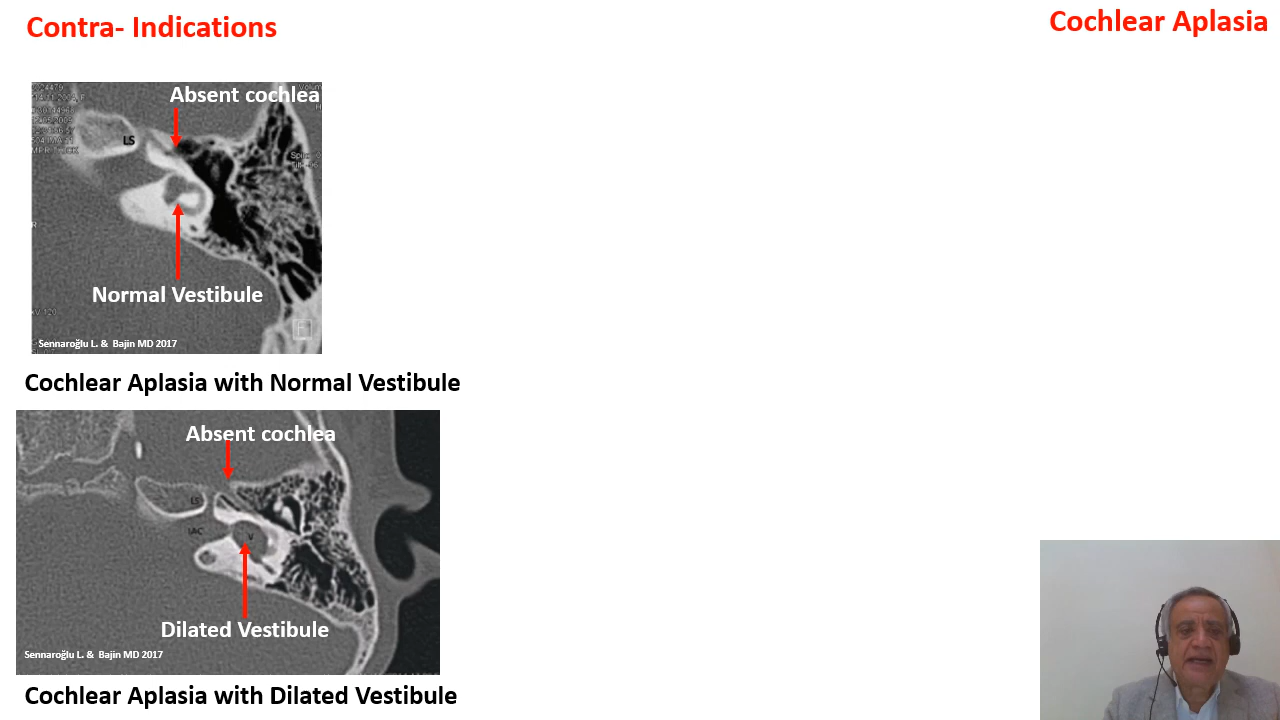 Contra- Indications
Cochlear Aplasia
Absent cochlea
LS
R
Normal Vestibule
F
Sennaroğlu L. & Bajin MD 2017
Cochlear Aplasia with Normal Vestibule
Absent cochlea
LS
IAC
V
Dilated Vestibule
Sennaroğlu L. & Bajin MD 2017
Cochlear Aplasia with Dilated Vestibule